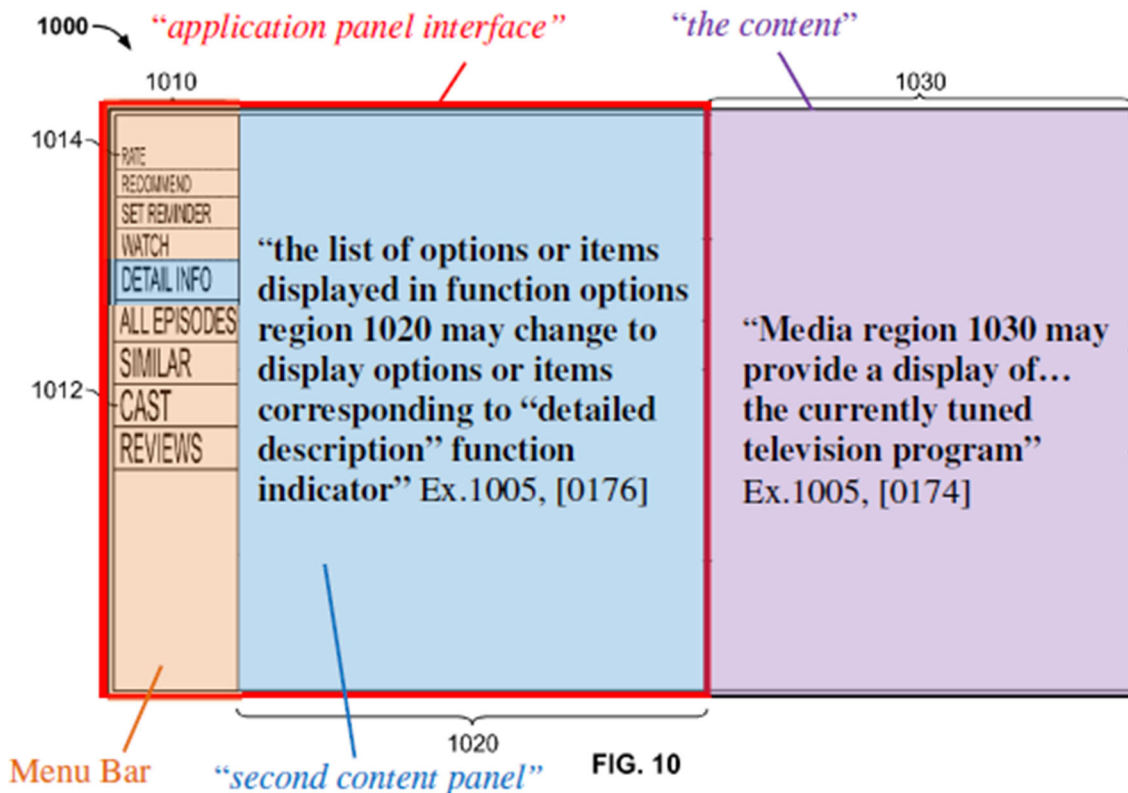 1000
“application panel interface”
“the content”
1010
1030
1014
RATE
RECOMMEND
SET REMINDER
WATCH
DETAIL INFO
ALL EPISODES
SIMILAR
1012
CAST
REVIEWS
“the list of options or items
displayed in function options
region 1020 may change to
display options or items
corresponding to “detailed
description” function
indicator” Ex.1005, [0176]
“Media region 1030 may
provide a display of…
the currently tuned
television program”
Ex.1005, [0174]
1020
FIG. 10
Menu Bar
“second content panel”